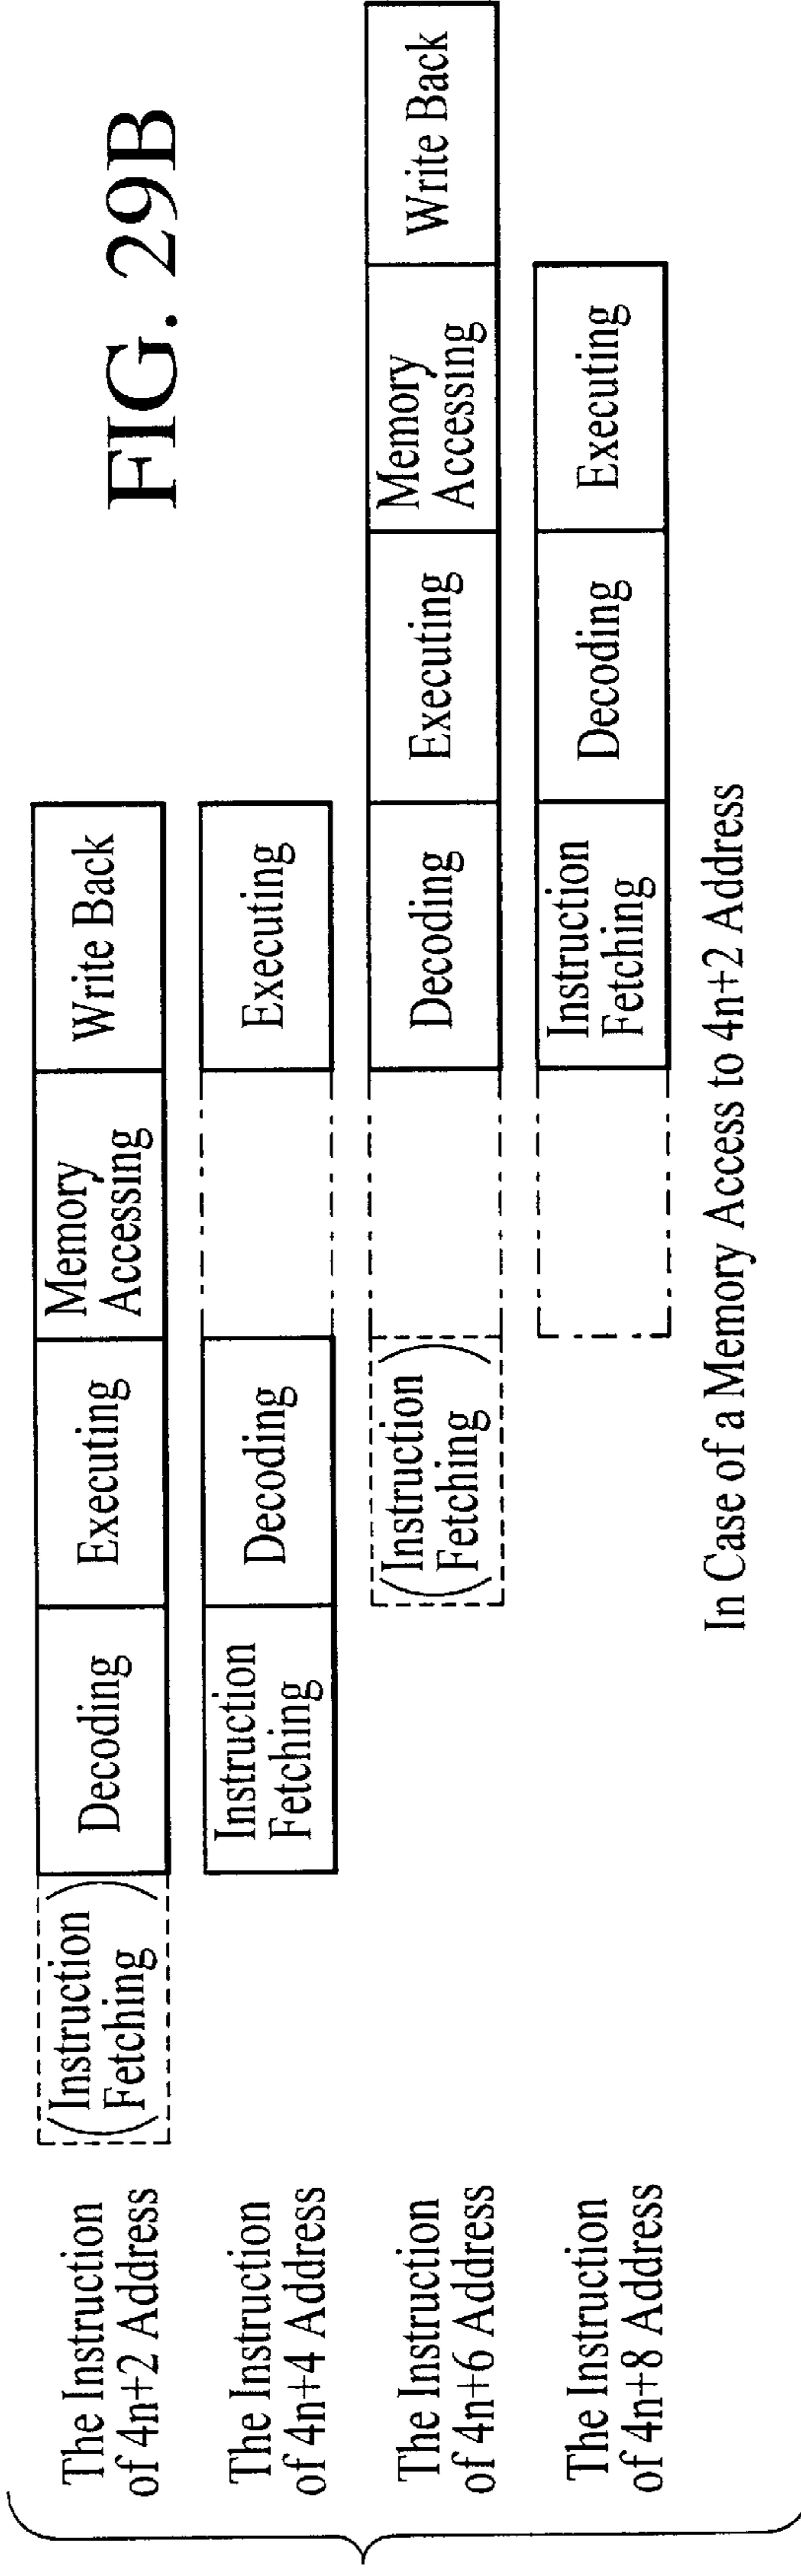 FIG. 29B
The Instruction
of 4n+2 Address
(Instruction
Fetching)
Decoding
Executing
Memory
Accessing
Write Back
The Instruction
of 4n+4 Address
Instruction
Fetching
Decoding
Executing
The Instruction
of 4n+6 Address
(Instruction
Fetching)
Decoding
Executing
Memory
Accessing
Write Back
The Instruction
of 4n+8 Address
Instruction
Fetching
Decoding
Executing
In Case of a Memory Access to 4n+2 Address